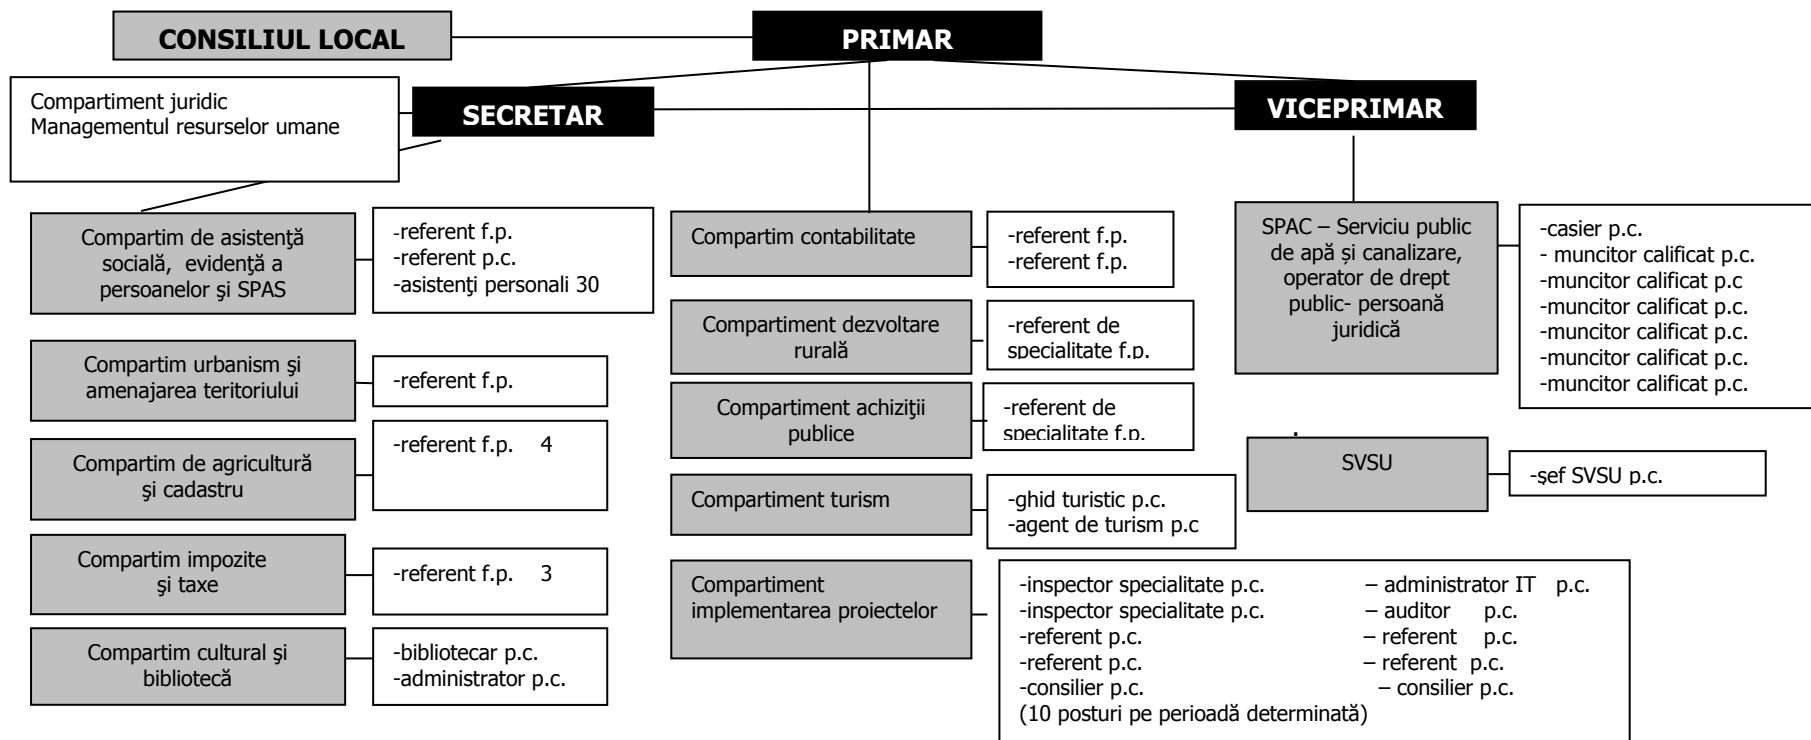 CONSILIUL LOCAL
PRIMAR
Compartiment juridic
Managementul resurselor umane
SECRETAR
VICEPRIMAR
Compartim de asistenţă
socială,  evidenţă a
persoanelor şi SPAS
-referent f.p.
-referent p.c.
-asistenţi personali 30
Compartim urbanism şi
amenajarea teritoriului
-referent f.p.
Compartim de agricultură
şi cadastru
-referent f.p.   4
Compartim impozite
şi taxe
-referent f.p.   3
Compartim cultural şi
bibliotecă
-bibliotecar p.c.
-administrator p.c.
Compartim contabilitate
-referent f.p.
-referent f.p.
Compartiment dezvoltare
rurală
-referent de
specialitate f.p.
Compartiment achiziţii
publice
-referent de
specialitate f.p.
Compartiment turism
-ghid turistic p.c.
-agent de turism p.c
Compartiment
implementarea proiectelor
-inspector specialitate p.c.   – administrator IT   p.c.
-inspector specialitate p.c.   – auditor     p.c.
-referent p.c.   – referent    p.c.
-referent p.c.   – referent  p.c.
-consilier p.c.   – consilier p.c.
(10 posturi pe perioadă determinată)
SPAC – Serviciu public
de apă și canalizare,
operator de drept
public- persoană
juridică
-casier p.c.
- muncitor calificat p.c.
-muncitor calificat p.c
-muncitor calificat p.c.
-muncitor calificat p.c.
-muncitor calificat p.c.
-muncitor calificat p.c.
.
SVSU
-şef SVSU p.c.